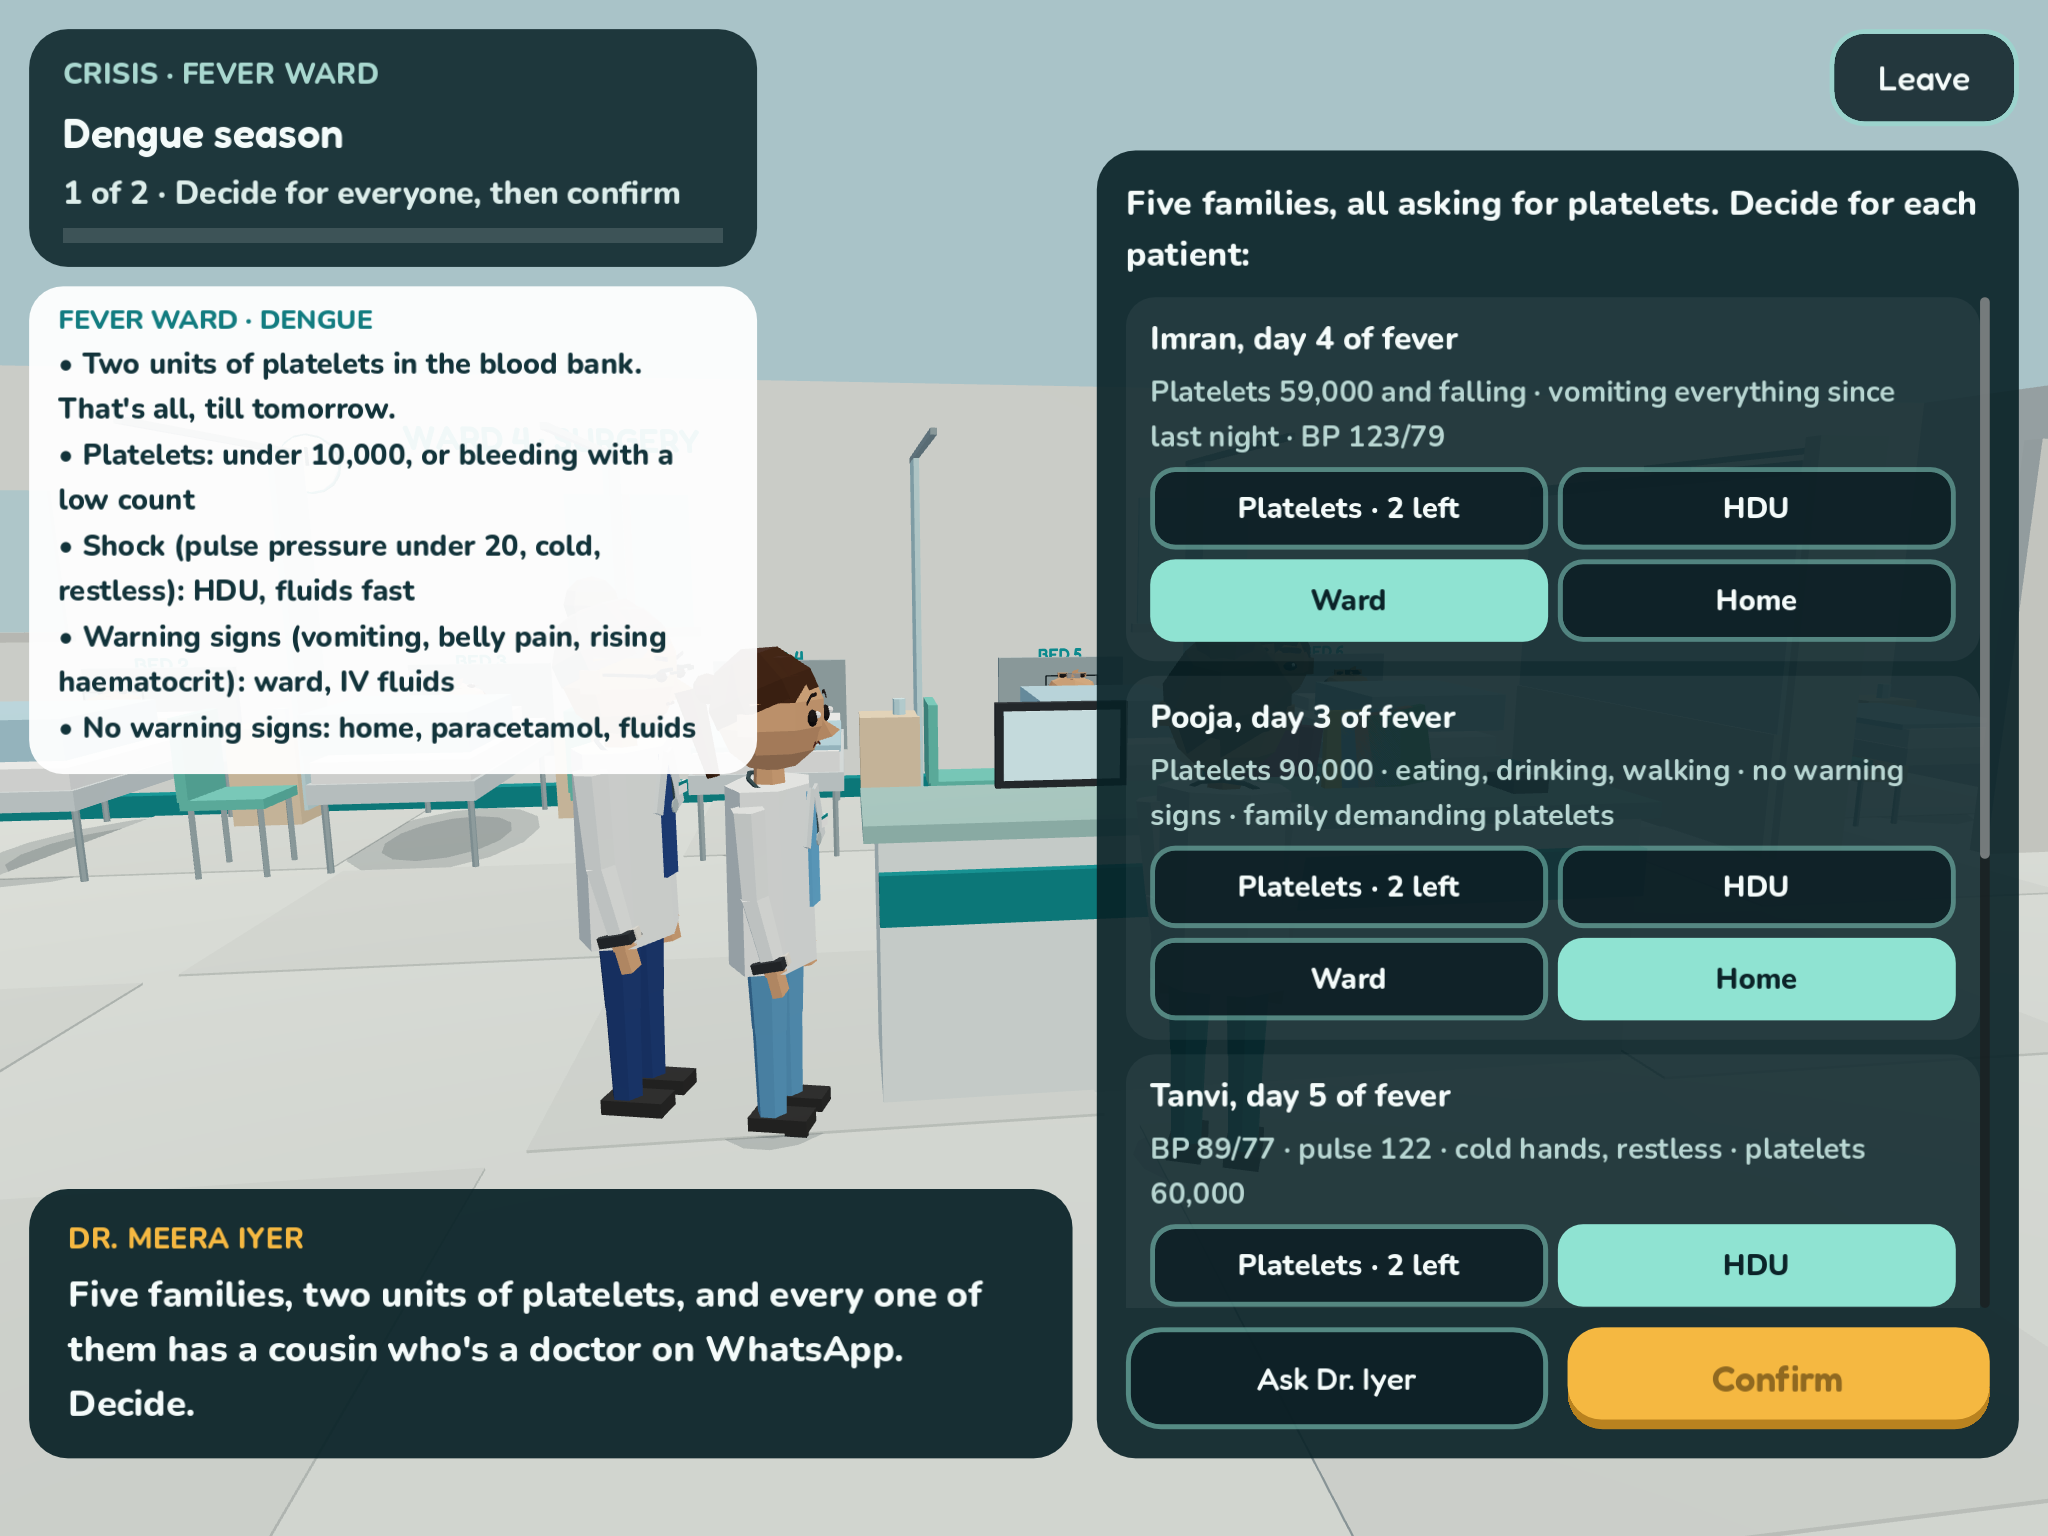 CRISIS · FEVER WARD
Dengue season
1 of 2 · Decide for everyone, then confirm
Leave
FEVER WARD · DENGUE
• Two units of platelets in the blood bank.
That's all, till tomorrow.
• Platelets: under 10,000, or bleeding with a
low count
• Shock (pulse pressure under 20, cold,
restless): HDU, fluids fast
• Warning signs (vomiting, belly pain, rising
haematocrit): ward, IV fluids
• No warning signs: home, paracetamol, fluids
WARD 4 SURGERY
BED 3
4
BED 5
Five families, all asking for platelets. Decide for each
patient:
Imran, day 4 of fever
Platelets 59,000 and falling · vomiting everything since
last night · BP 123/79
Platelets · 2 left
HDU
Ward
Home
Pooja, day 3 of fever
Platelets 90,000 · eating, drinking, walking · no warning
signs · family demanding platelets
Platelets · 2 left
HDU
Ward
Home
Tanvi, day 5 of fever
BP 89/77 · pulse 122 · cold hands, restless · platelets
60,000
Platelets · 2 left
HDU
Ask Dr. Iyer
Confirm
DR. MEERA IYER
Five families, two units of platelets, and every one of
them has a cousin who's a doctor on WhatsApp.
Decide.